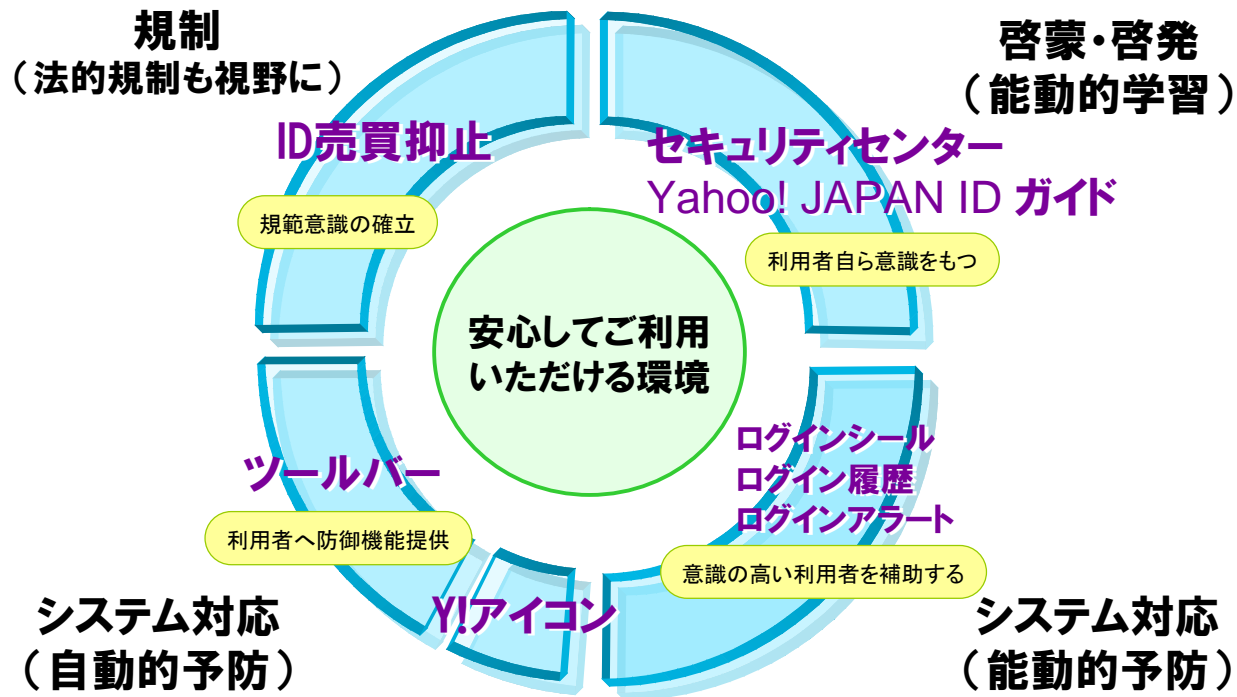 規制
（法的規制も視野に）
啓蒙・啓発
（能動的学習）
ID売買抑止
規範意識の確立
セキュリティセンター
Yahoo! JAPAN ID ガイド
利用者自ら意識をもつ
安心してご利用
いただける環境
ツールバー
利用者へ防御機能提供
ログインシール
ログイン履歴
ログインアラート
意識の高い利用者を補助する
Y!アイコン
システム対応
（自動的予防）
システム対応
（能動的予防）